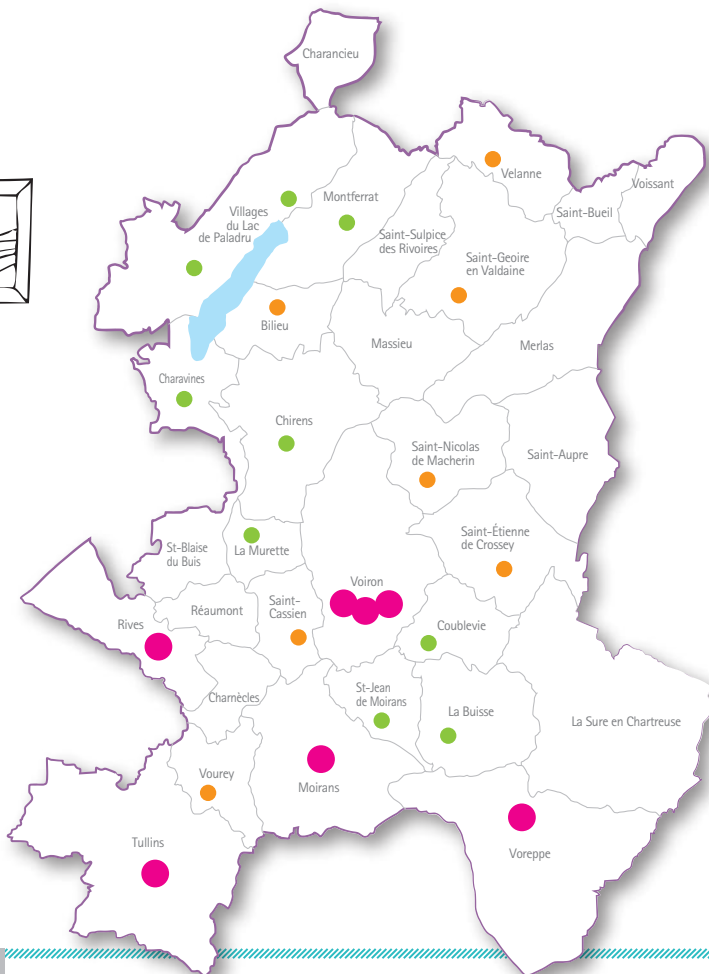 Charancieu
Velanne
Voissant
Villages
du Lac
de Paladru
Montferrat
Saint-Bueil
Saint-Sulpice
des Rivoires
Saint-Geoire
en Valdaine
Bilieu
Massieu
Merlas
Charavines
Chirens
Saint-Nicolas
de Macherin
Saint-Aupre
St-Blaise
du Buis
La Murette
Saint-Étienne
de Crossey
Voiron
Réaumont
Saint-
Cassien
Rives
Coublevie
Charnècles
St-Jean
de Moirans
La Buisse
La Sure en Chartreuse
Vourey
Moirans
Tullins
Voreppe